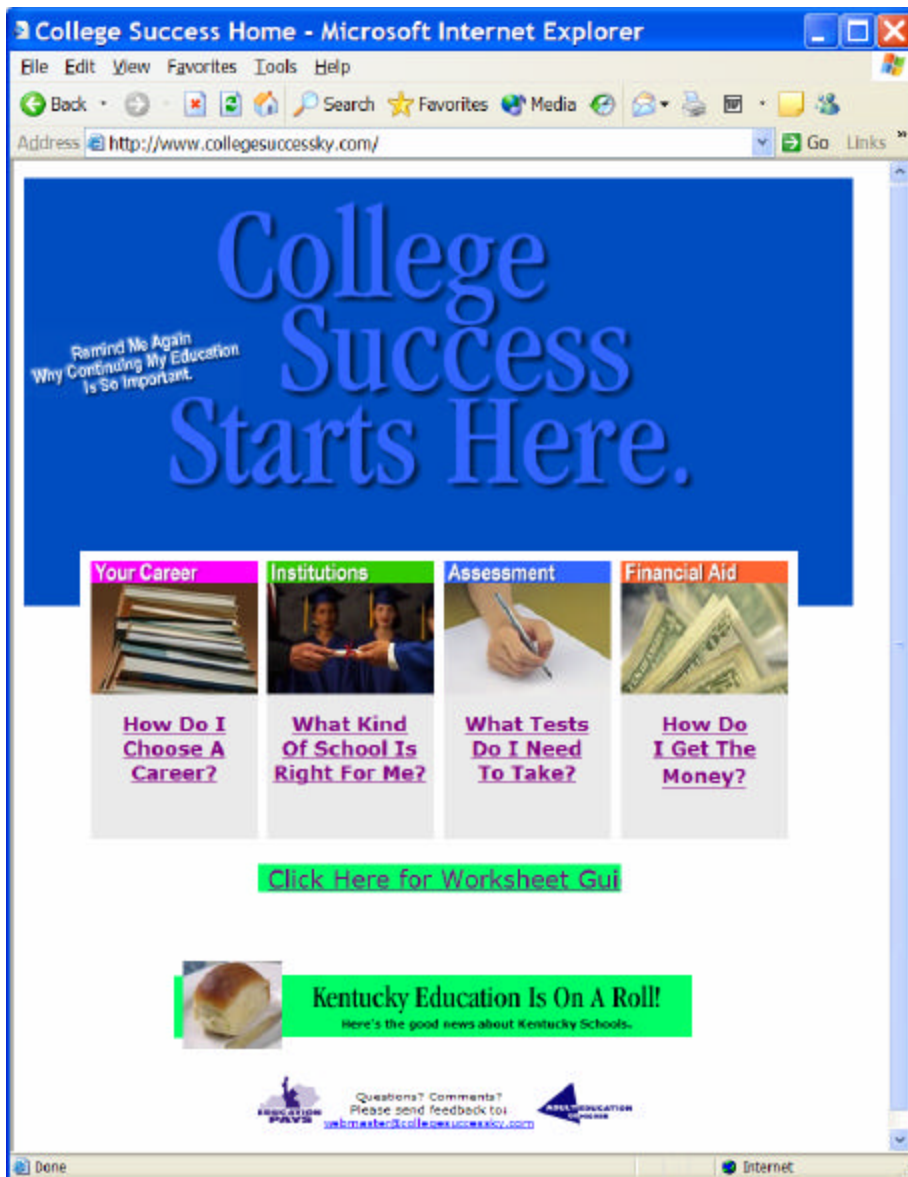 College Success Home - Microsoft Internet Explorer
File Edit View Favorites Tools Help
Back Search Favorites Media
Address http://www.collegesuccessky.com/ Go Links »
College
Success
Starts Here.
Remind Me Again
Why Continuing My Education
Is So Important.
Your Career
How Do I
Choose A
Career?
Institutions
What Kind
Of School Is
Right For Me?
Assessment
What Tests
Do I Need
To Take?
Financial Aid
How Do
I Get The
Money?
Click Here for Worksheet Gui
Kentucky Education Is On A Roll!
Here's the good news about Kentucky Schools.
EDUCATION
PAYS
Questions? Comments?
Please send feedback to:
webmaster@collegesuccessky.com
ADULT EDUCATION
Done Internet